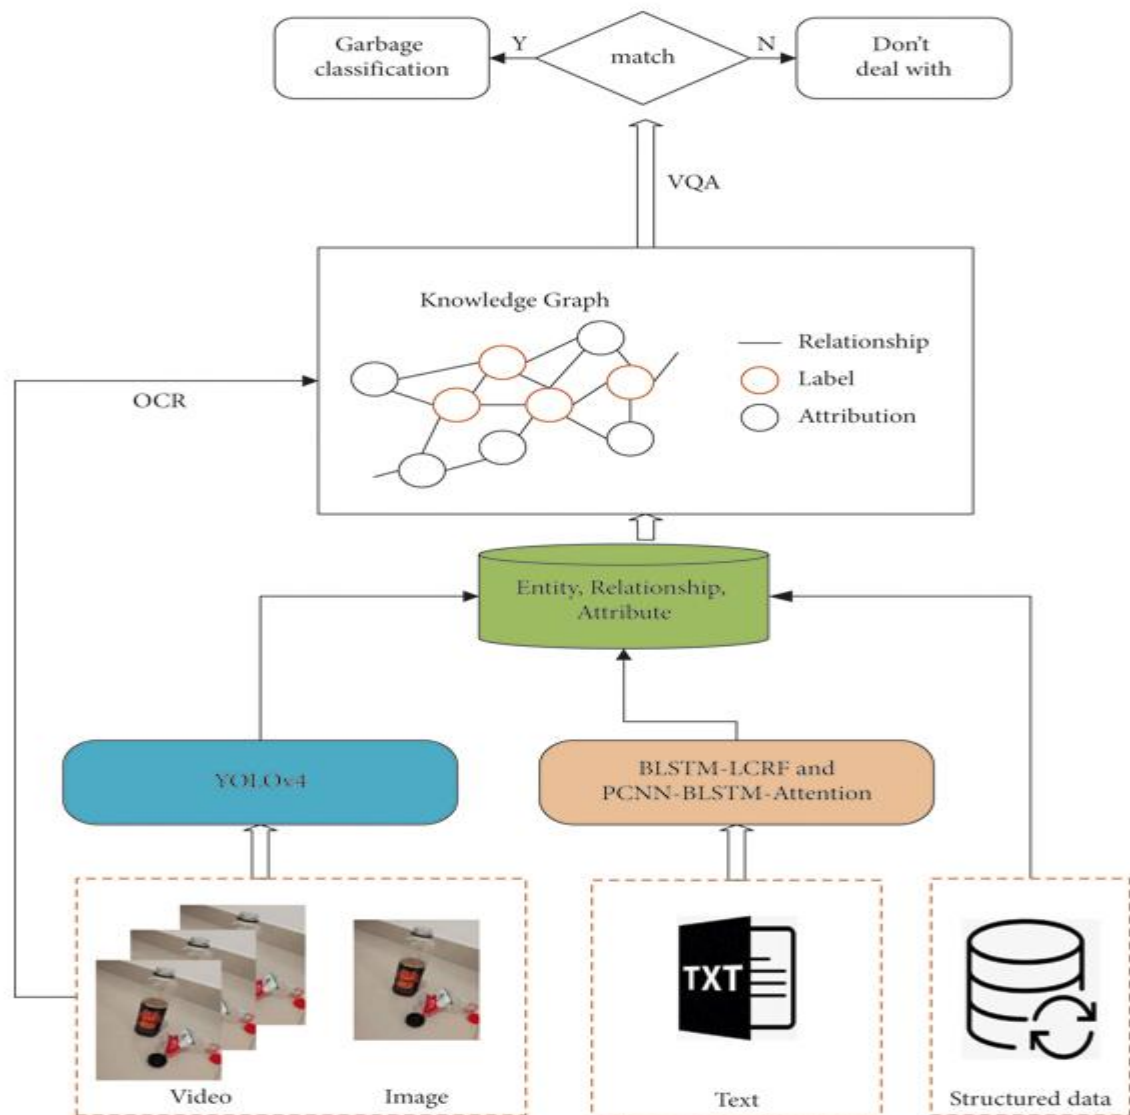 Garbage
classification
Y
match
N
Don't
deal with
VQA
Knowledge Graph
Relationship
Label
Attribution
OCR
Entity, Relationship,
Attribute
YOLOv4
BLSTM-LCRF and
PCNN-BLSTM-Attention
TXT
Video
Image
Text
Structured data